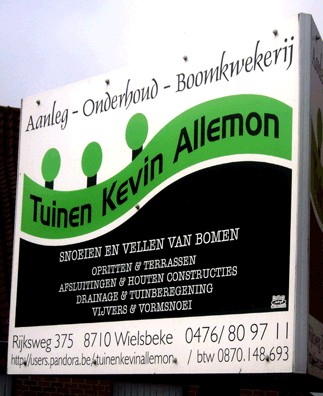 Aanleg - Onderhoud - Boomkwekerij
Tuinen Kevin Allemon
SNOEIEN EN VELLEN VAN BOMEN
OPRITTEN & TERRASSEN
AFSLUITINGEN & HOUTEN CONSTRUCTIES
DRAINAGE & TUINBEREGENING
VIJVERS & VORMSNOEI
Rijksweg 375 8710 Wielsbeke 0476/80 97 11
http://users.pandora.be/tuinenkevinallemon / btw 0870.148.693